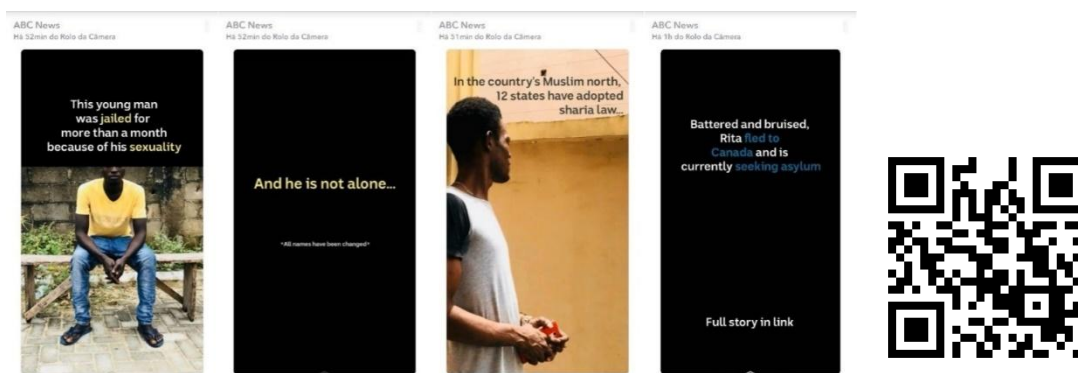 ABC News
Há 52min do Rolo da Câmera
This young man
was jailed for
more than a month
because of his sexuality
ABC News
Há 52min do Rolo da Câmera
And he is not alone...
*All names have been changed*
ABC News
Há 51min do Rolo da Câmera
In the country's Muslim north,
12 states have adopted
sharia law...
ABC News
Há 1h do Rolo da Câmera
Battered and bruised,
Rita fled to
Canada and is
currently seeking asylum
Full story in link